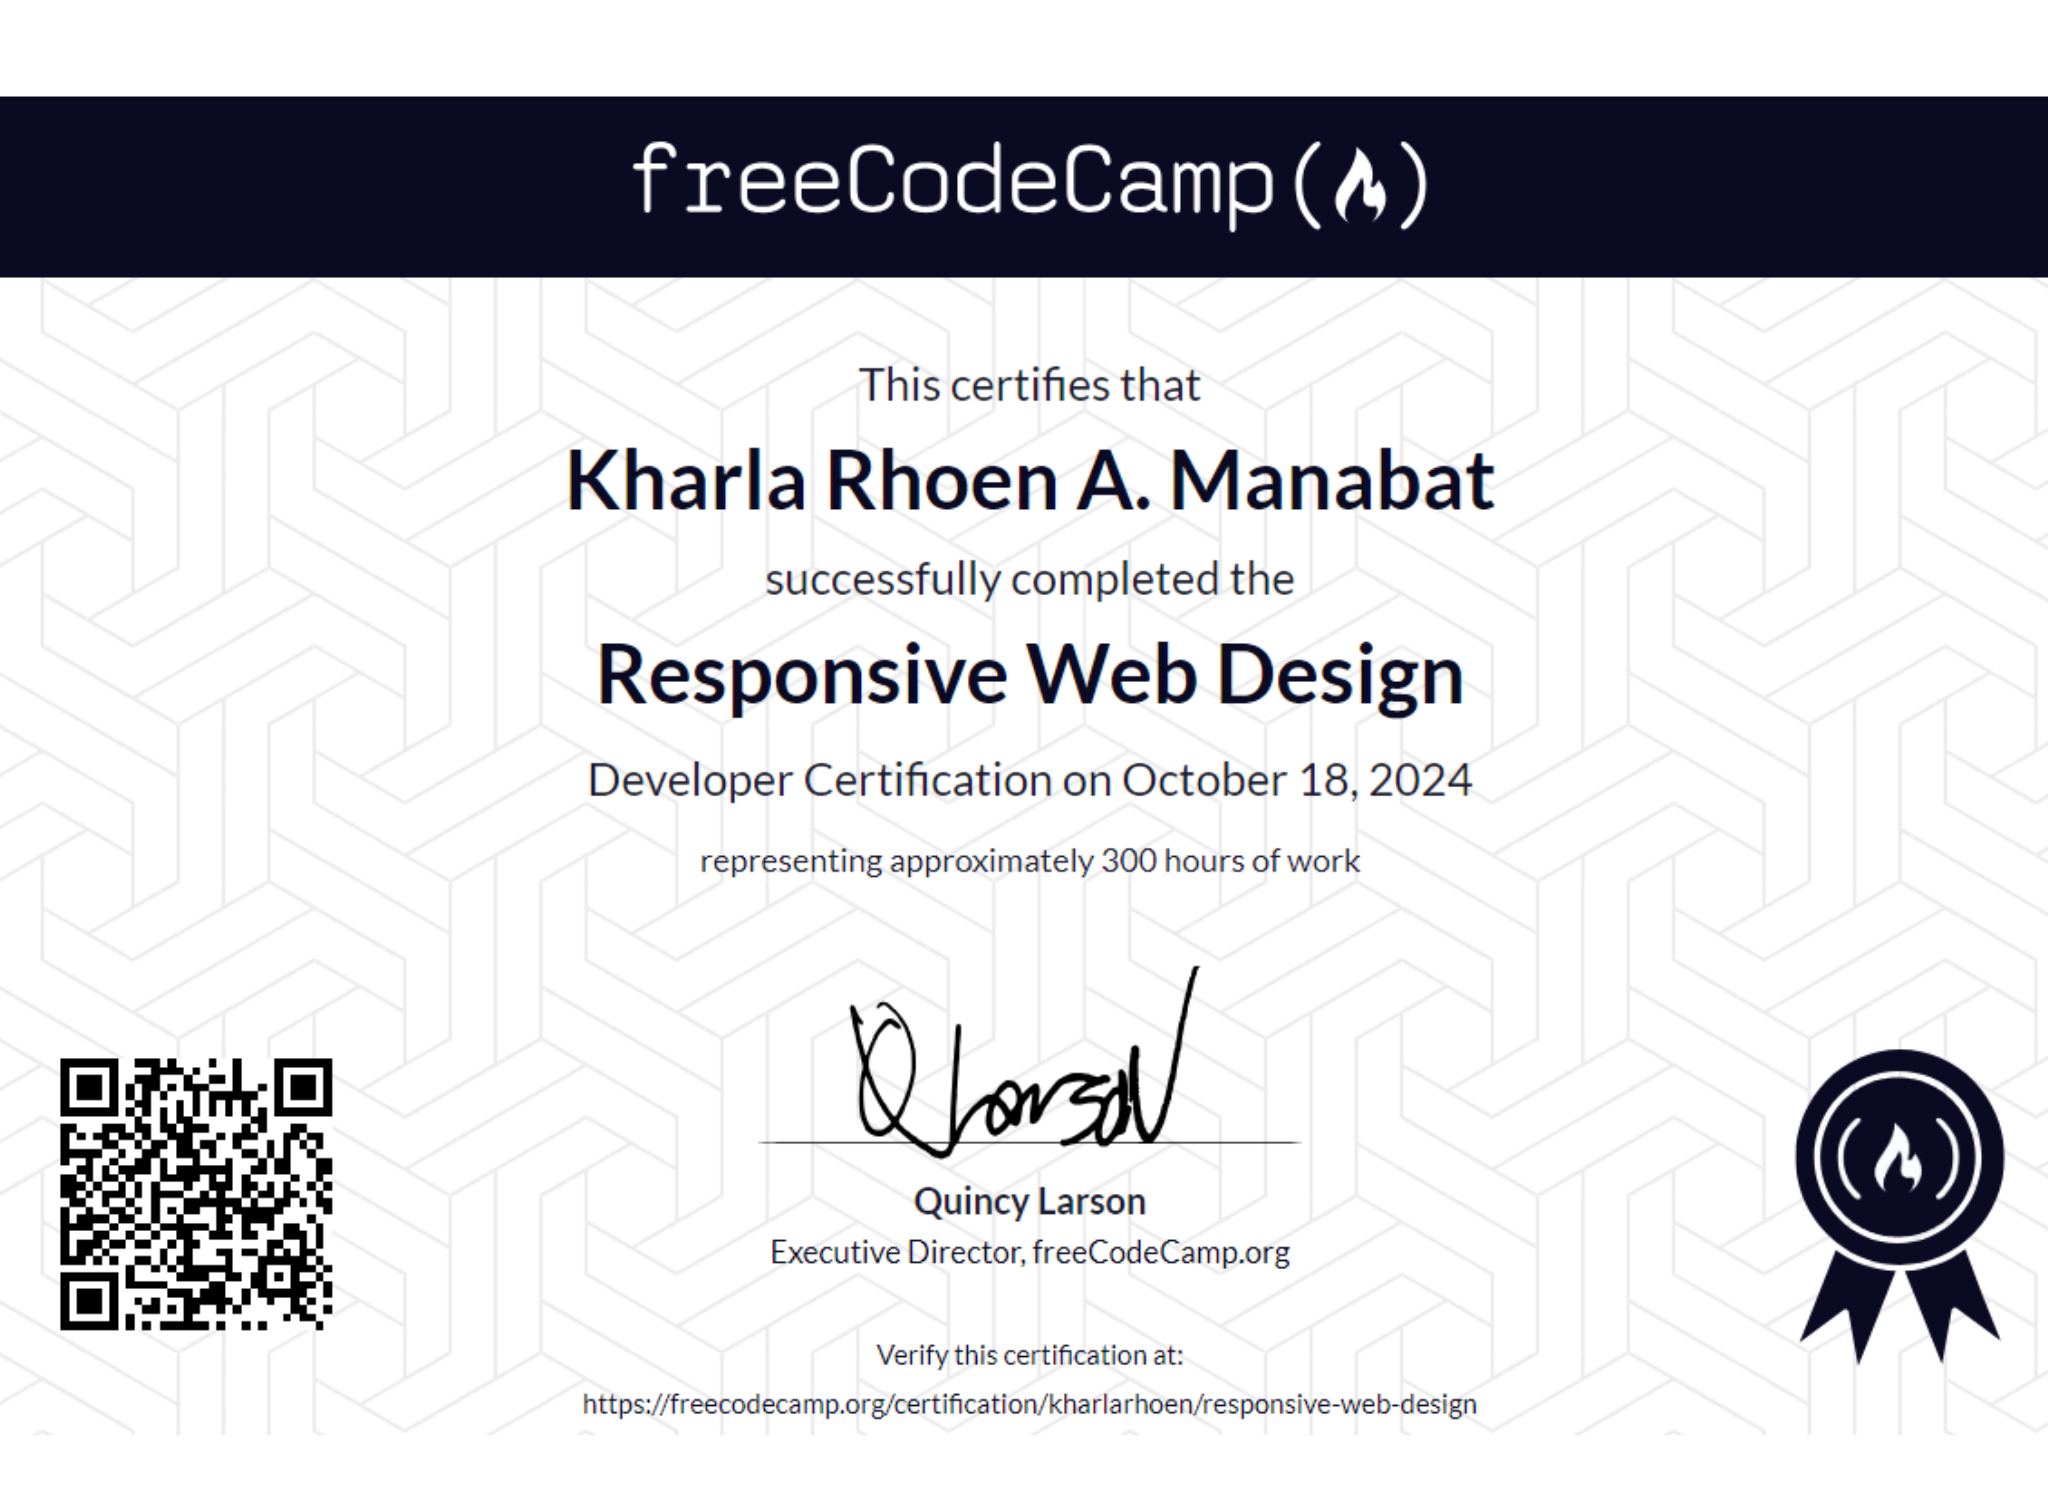 freeCodeCamp(🔥)
This certifies that
Kharla Rhoen A. Manabat
successfully completed the
Responsive Web Design
Developer Certification on October 18, 2024
representing approximately 300 hours of work
Q Larson
Quincy Larson
Executive Director, freeCodeCamp.org
Verify this certification at:
https://freecodecamp.org/certification/kharlarhoen/responsive-web-design